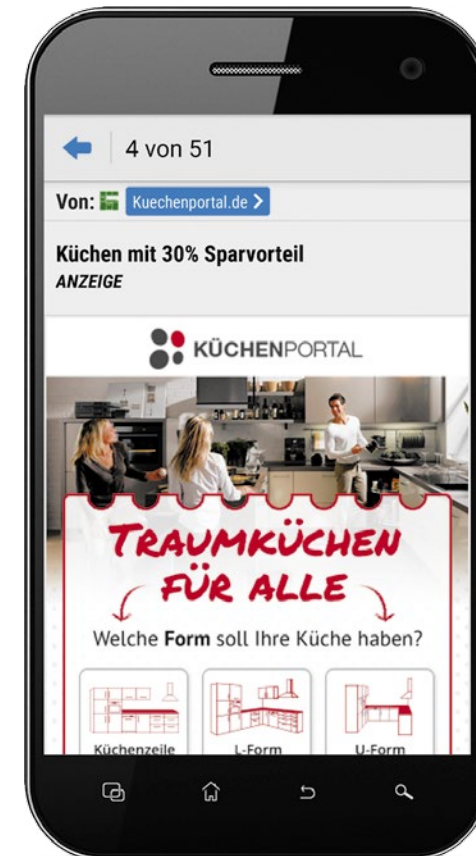 4 von 51
Von: Kuechenportal.de
Küchen mit 30% Sparvorteil
ANZEIGE
KÜCHENPORTAL
TRAUMKÜCHEN
FÜR ALLE
Welche Form soll Ihre Küche haben?
Küchenzeile L-Form U-Form